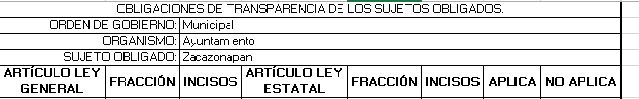 OBLIGACIONES DE TRANSPARENCIA DE LOS SUJETOS OBLIGADOS.
ORDEN DE GOBIERNO: Municipal
ORGANISMO: Ayuntamiento
SUJETO OBLIGADO: Zacazonapan
ARTÍCULO LEY GENERAL FRACCIÓN INCISOS ARTÍCULO LEY ESTATAL FRACCIÓN INCISOS APLICA NO APLICA